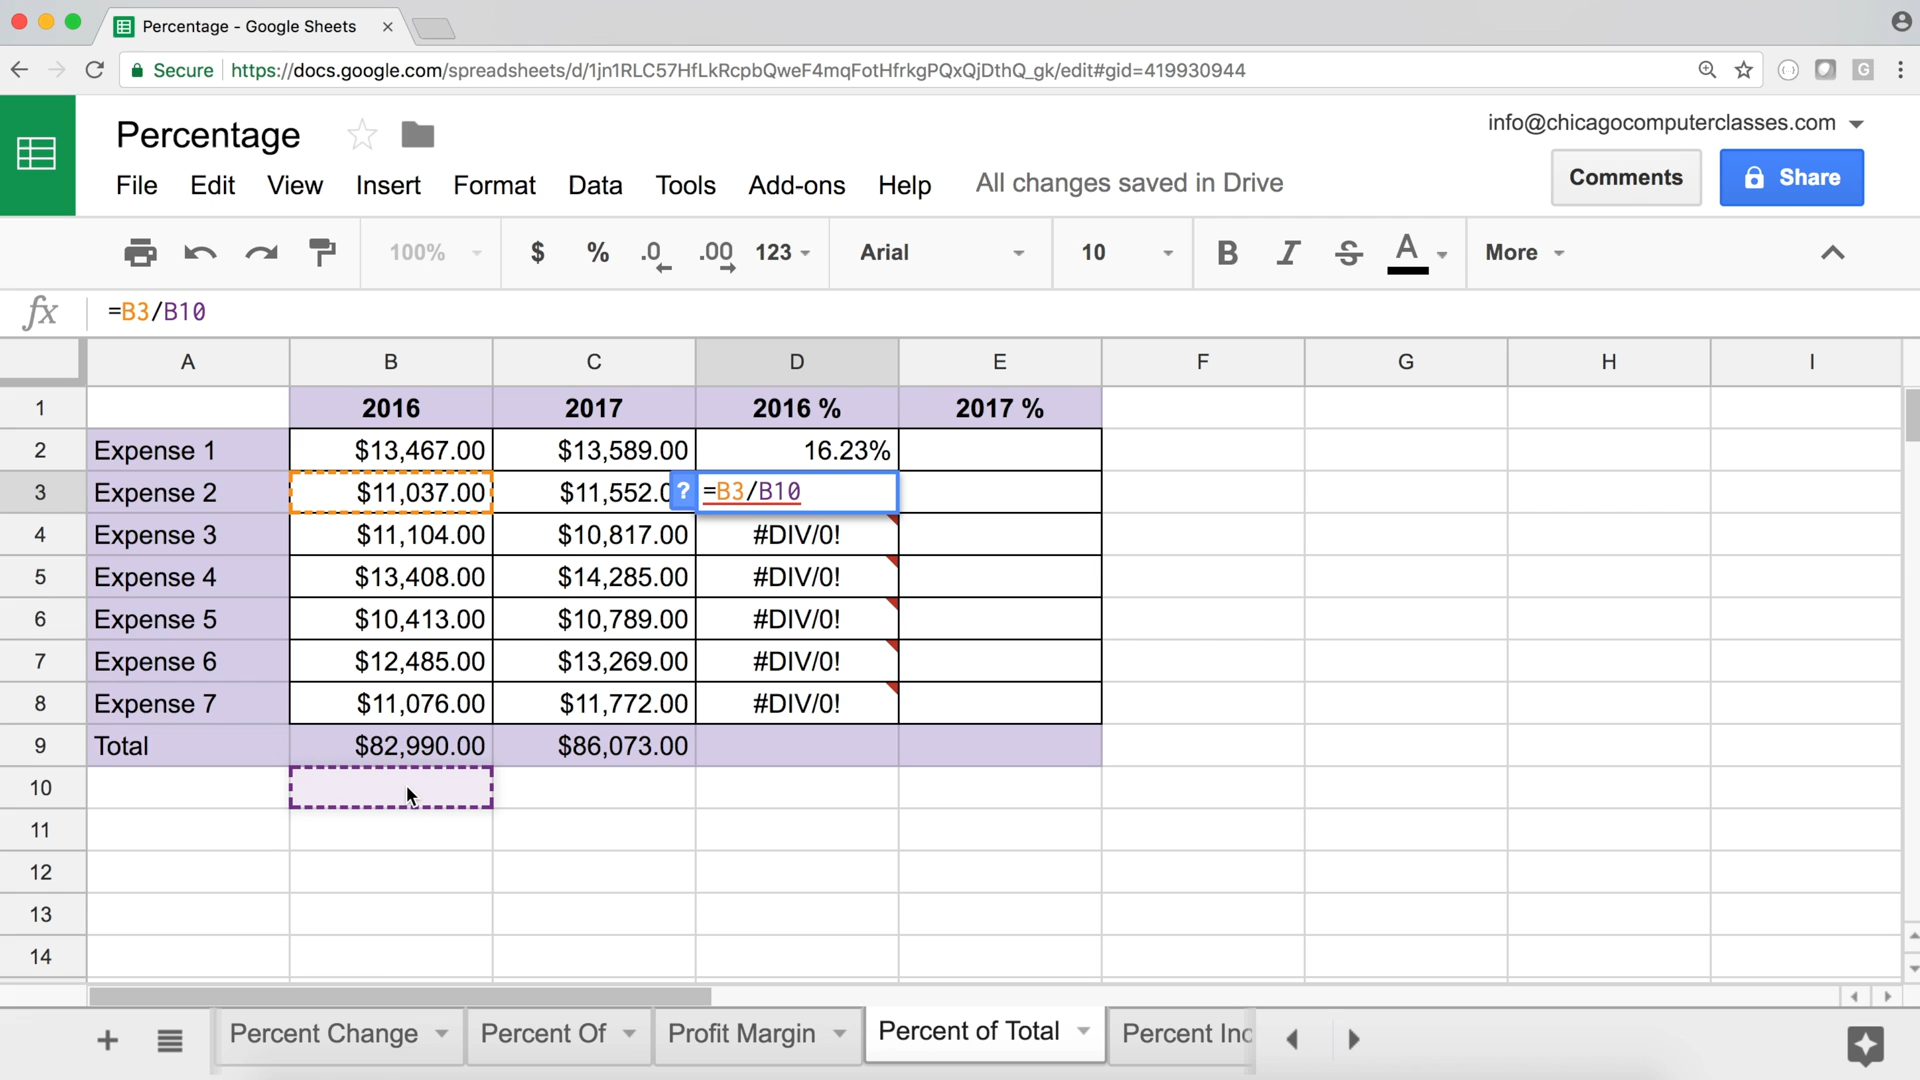 Percentage - Google Sheets
Secure https://docs.google.com/spreadsheets/d/1jn1RLC57HfLkRcpbQweF4mqFotHfrkgPQxQjDthQ_gk/edit#gid=419930944
G
Percentage
info@chicagocomputerclasses.com
File Edit View Insert Format Data Tools Add-ons Help All changes saved in Drive
Comments Share
100% $ % .0 .00 123 Arial 10 B I S A More
fx =B3/B10
A B C D E F G H I
1 2016 2017 2016 % 2017 %
2 Expense 1 $13,467.00 $13,589.00 16.23%
3 Expense 2 $11,037.00 $11,552.0 ? =B3/B10
4 Expense 3 $11,104.00 $10,817.00 #DIV/0!
5 Expense 4 $13,408.00 $14,285.00 #DIV/0!
6 Expense 5 $10,413.00 $10,789.00 #DIV/0!
7 Expense 6 $12,485.00 $13,269.00 #DIV/0!
8 Expense 7 $11,076.00 $11,772.00 #DIV/0!
9 Total $82,990.00 $86,073.00
10
11
12
13
14
Percent Change Percent Of Profit Margin Percent of Total Percent Inc